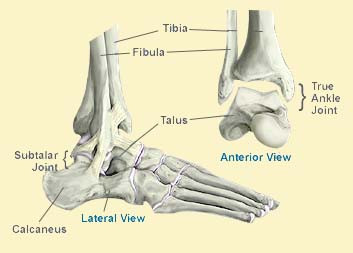 Tibia
Fibula
True
Ankle
Joint
Talus
Anterior View
Subtalar
Joint
Lateral View
Calcaneus